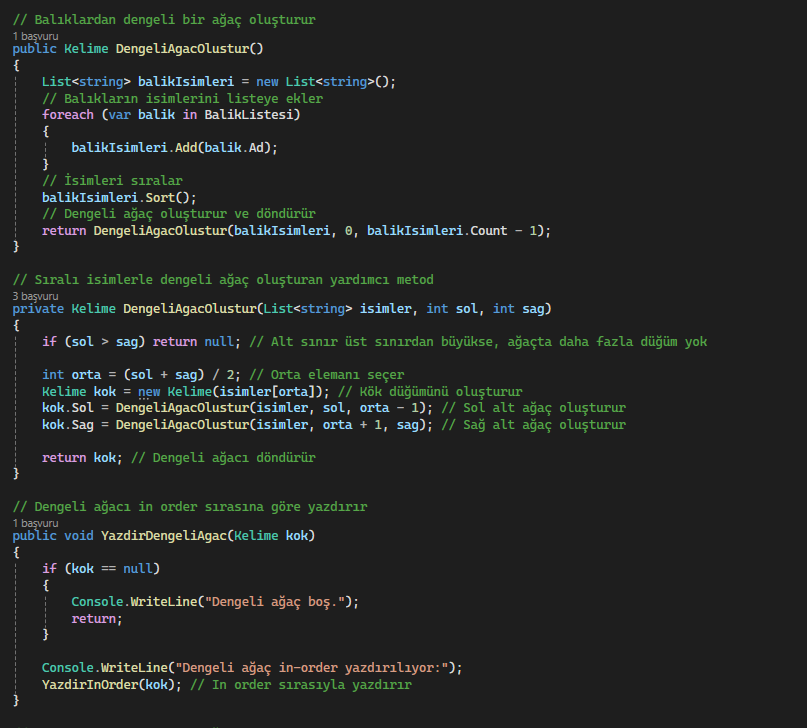 // Balıklardan dengeli bir ağaç oluşturur
1 başvuru
public Kelime DengeliAgacOlustur()
{
    List<string> balikIsimleri = new List<string>();
    // Balıkların isimlerini listeye ekler
    foreach (var balik in BalikListesi)
    {
        balikIsimleri.Add(balik.Ad);
    }
    // İsimleri sıralar
    balikIsimleri.Sort();
    // Dengeli ağaç oluşturur ve döndürür
    return DengeliAgacOlustur(balikIsimleri, 0, balikIsimleri.Count - 1);
}

// Sıralı isimlerle dengeli ağaç oluşturan yardımcı metod
3 başvuru
private Kelime DengeliAgacOlustur(List<string> isimler, int sol, int sag)
{
    if (sol > sag) return null; // Alt sınır üst sınırdan büyükse, ağaçta daha fazla düğüm yok

    int orta = (sol + sag) / 2; // Orta elemanı seçer
    Kelime kok = new Kelime(isimler[orta]); // Kök düğümünü oluşturur
    kok.Sol = DengeliAgacOlustur(isimler, sol, orta - 1); // Sol alt ağaç oluşturur
    kok.Sag = DengeliAgacOlustur(isimler, orta + 1, sag); // Sağ alt ağaç oluşturur

    return kok; // Dengeli ağacı döndürür
}

// Dengeli ağacı in order sırasına göre yazdırır
1 başvuru
public void YazdirDengeliAgac(Kelime kok)
{
    if (kok == null)
    {
        Console.WriteLine("Dengeli ağaç boş.");
        return;
    }

    Console.WriteLine("Dengeli ağaç in-order yazdırılıyor:");
    YazdirInOrder(kok); // In order sırasıyla yazdırır
}